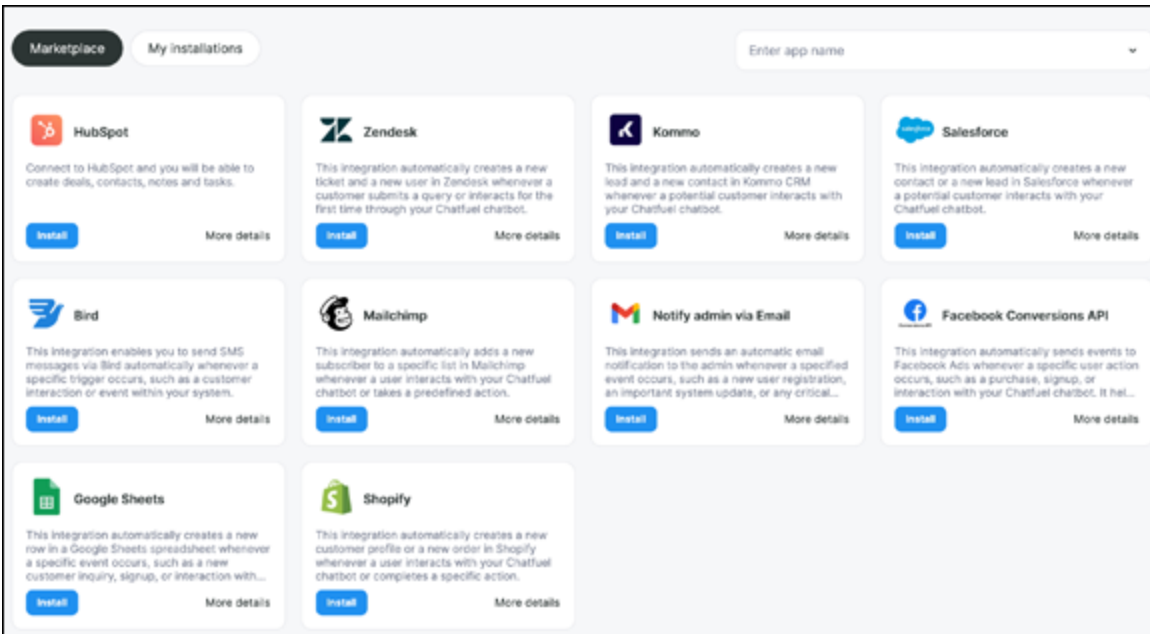 Marketplace
My installations
Enter app name
HubSpot
Connect to HubSpot and you will be able to
create deals, contacts, notes and tasks.
Install
More details
Zendesk
This integration automatically creates a new
ticket and a new user in Zendesk whenever a
customer submits a query or interacts for the
first time through your Chatfuel chatbot.
Install
More details
Kommo
This integration automatically creates a new
lead and a new contact in Kommo CRM
whenever a potential customer interacts with
your Chatfuel chatbot.
Install
More details
salesforce
Salesforce
This integration automatically creates a new
contact or a new lead in Salesforce whenever
a potential customer interacts with your
Chatfuel chatbot.
Install
More details
Bird
This integration enables you to send SMS
messages via Bird automatically whenever a
specific trigger occurs, such as a customer
interaction or event within your system.
Install
More details
Mailchimp
This integration automatically adds a new
subscriber to a specific list in Mailchimp
whenever a user interacts with your Chatfuel
chatbot or takes a predefined action.
Install
More details
Notify admin via Email
This integration sends an automatic email
notification to the admin whenever a specified
event occurs, such as a new user registration,
an important system update, or any critical...
Install
More details
Facebook Conversions API
This integration automatically sends events to
Facebook Ads whenever a specific user action
occurs, such as a purchase, signup, or
interaction with your Chatfuel chatbot. It hel...
Install
More details
Google Sheets
This integration automatically creates a new
row in a Google Sheets spreadsheet whenever
a specific event occurs, such as a new
customer inquiry, signup, or interaction with...
Install
More details
Shopify
This integration automatically creates a new
customer profile or a new order in Shopify
whenever a user interacts with your Chatfuel
chatbot or completes a specific action.
Install
More details